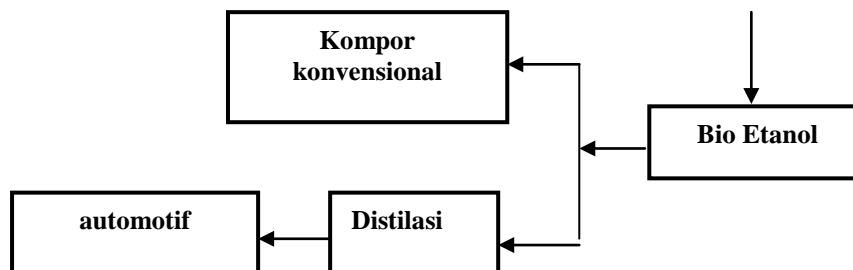 Kompor
konvensional
Bio Etanol
automotif
Distilasi